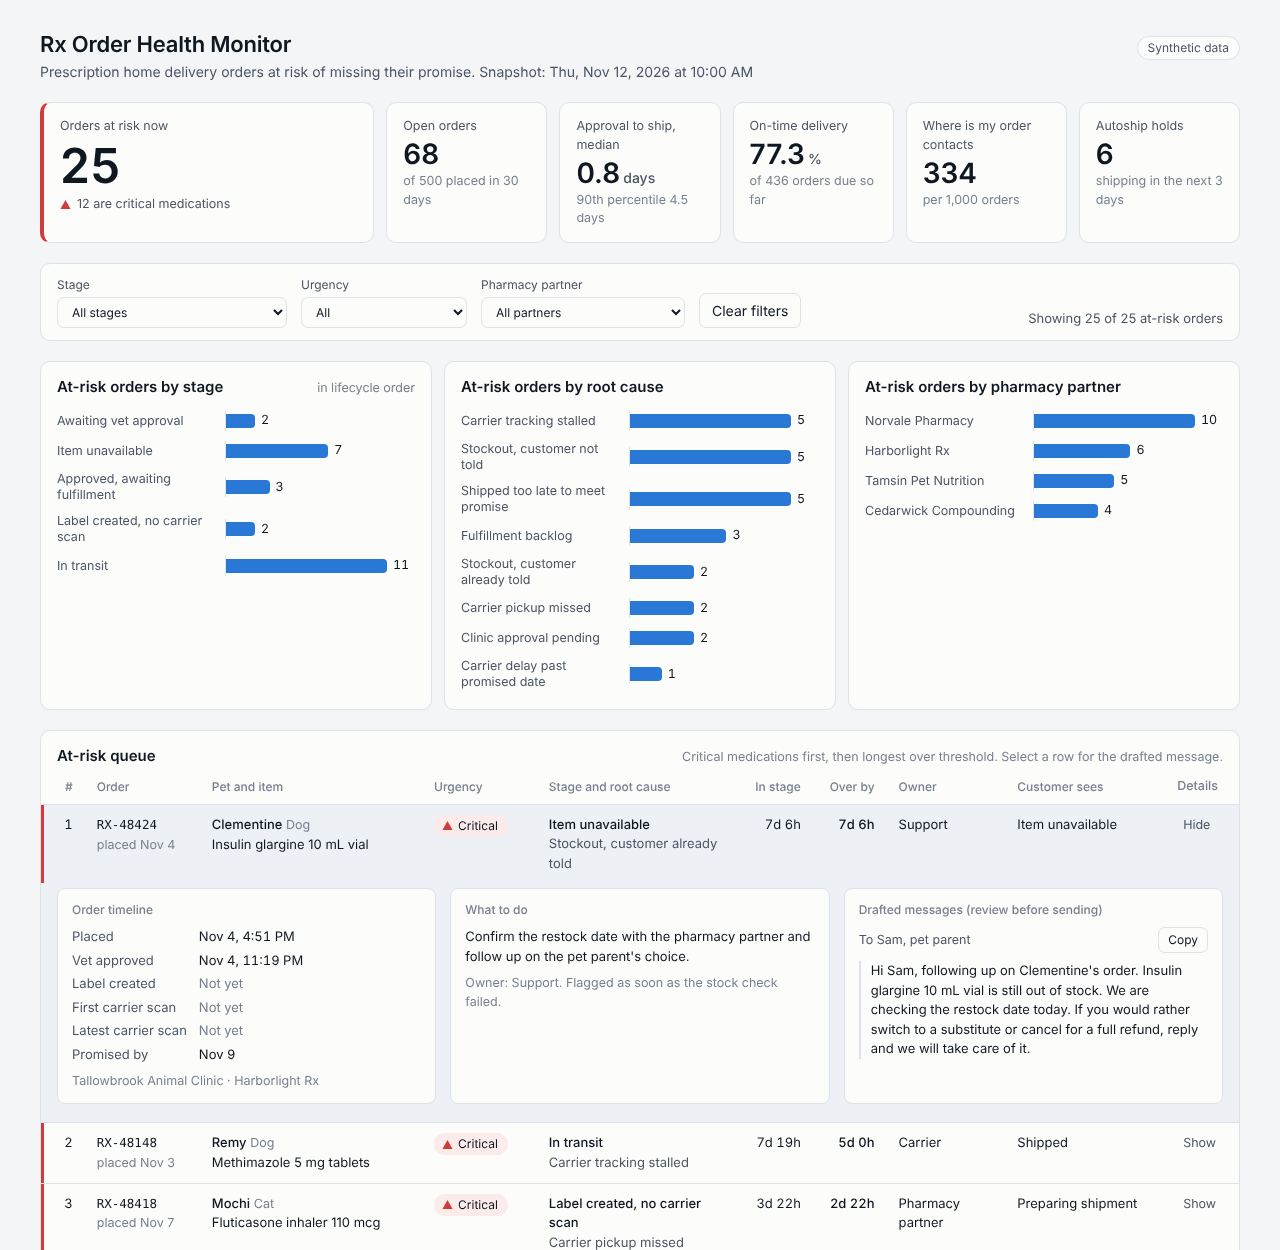 Rx Order Health Monitor
Synthetic data
Prescription home delivery orders at risk of missing their promise. Snapshot: Thu, Nov 12, 2026 at 10:00 AM
Orders at risk now
25
12 are critical medications
Open orders
68
of 500 placed in 30
days
Approval to ship,
median
0.8 days
90th percentile 4.5
days
On-time delivery
77.3 %
of 436 orders due so
far
Where is my order
contacts
334
per 1,000 orders
Autoship holds
6
shipping in the next 3
days
Stage
All stages
Urgency
All
Pharmacy partner
All partners
Clear filters
Showing 25 of 25 at-risk orders
At-risk orders by stage
in lifecycle order
Awaiting vet approval 2
Item unavailable 7
Approved, awaiting
fulfillment 3
Label created, no carrier
scan 2
In transit 11
At-risk orders by root cause
Carrier tracking stalled 5
Stockout, customer not
told 5
Shipped too late to meet
promise 5
Fulfillment backlog 3
Stockout, customer
already told 2
Carrier pickup missed 2
Clinic approval pending 2
Carrier delay past
promised date 1
At-risk orders by pharmacy partner
Norvale Pharmacy 10
Harborlight Rx 6
Tamsin Pet Nutrition 5
Cedarwick Compounding 4
At-risk queue
Critical medications first, then longest over threshold. Select a row for the drafted message.
# Order Pet and item Urgency Stage and root cause In stage Over by Owner Customer sees Details
1 RX-48424 Clementine Dog Critical Item unavailable 7d 6h 7d 6h Support Item unavailable Hide
placed Nov 4 Insulin glargine 10 mL vial Stockout, customer already
told
Order timeline
Placed Nov 4, 4:51 PM
Vet approved Nov 4, 11:19 PM
Label created Not yet
First carrier scan Not yet
Latest carrier scan Not yet
Promised by Nov 9
Tallowbrook Animal Clinic · Harborlight Rx
What to do
Confirm the restock date with the pharmacy partner and
follow up on the pet parent's choice.
Owner: Support. Flagged as soon as the stock check
failed.
Drafted messages (review before sending)
To Sam, pet parent
Copy
Hi Sam, following up on Clementine's order. Insulin
glargine 10 mL vial is still out of stock. We are
checking the restock date today. If you would rather
switch to a substitute or cancel for a full refund, reply
and we will take care of it.
2 RX-48148 Remy Dog Critical In transit 7d 19h 5d 0h Carrier Shipped Show
placed Nov 3 Methimazole 5 mg tablets Carrier tracking stalled
3 RX-48418 Mochi Cat Critical Label created, no carrier 3d 22h 2d 22h Pharmacy Preparing shipment Show
placed Nov 7 Fluticasone inhaler 110 mcg scan partner
Carrier pickup missed